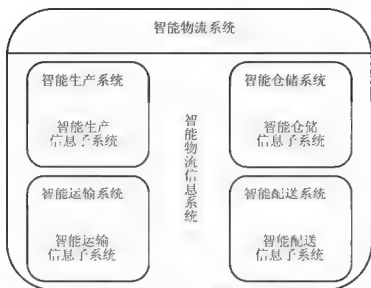 智能物流系统
智能生产系统
智能生产
信息子系统
智能仓储系统
智能仓储
信息子系统
智能物流信息系统
智能运输系统
智能运输
信息子系统
智能配送系统
智能配送
信息子系统